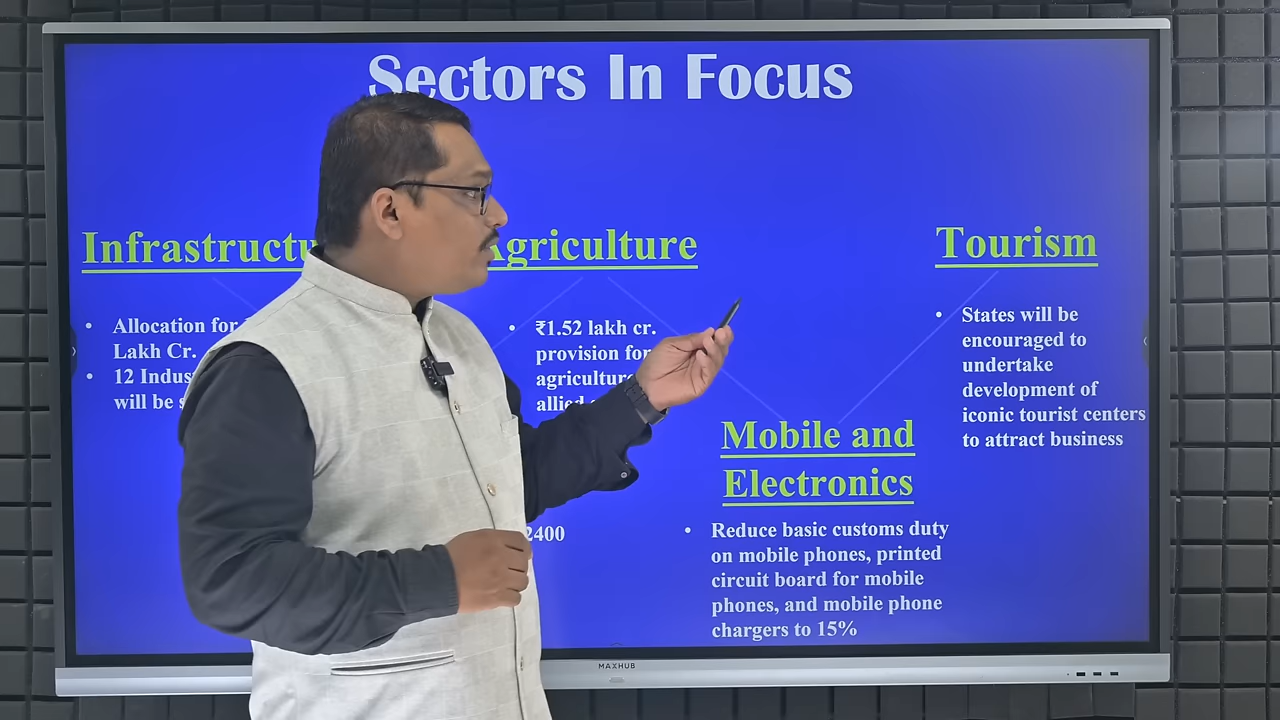 Sectors In Focus
Infrastructu
Agriculture
Tourism
• Allocation for
Lakh Cr.
• 12 Indus
will be
• ₹1.52 lakh cr.
provision for
agriculture
allied
2400
Mobile and
Electronics
• Reduce basic customs duty
on mobile phones, printed
circuit board for mobile
phones, and mobile phone
chargers to 15%
• States will be
encouraged to
undertake
development of
iconic tourist centers
to attract business
MAXHUB